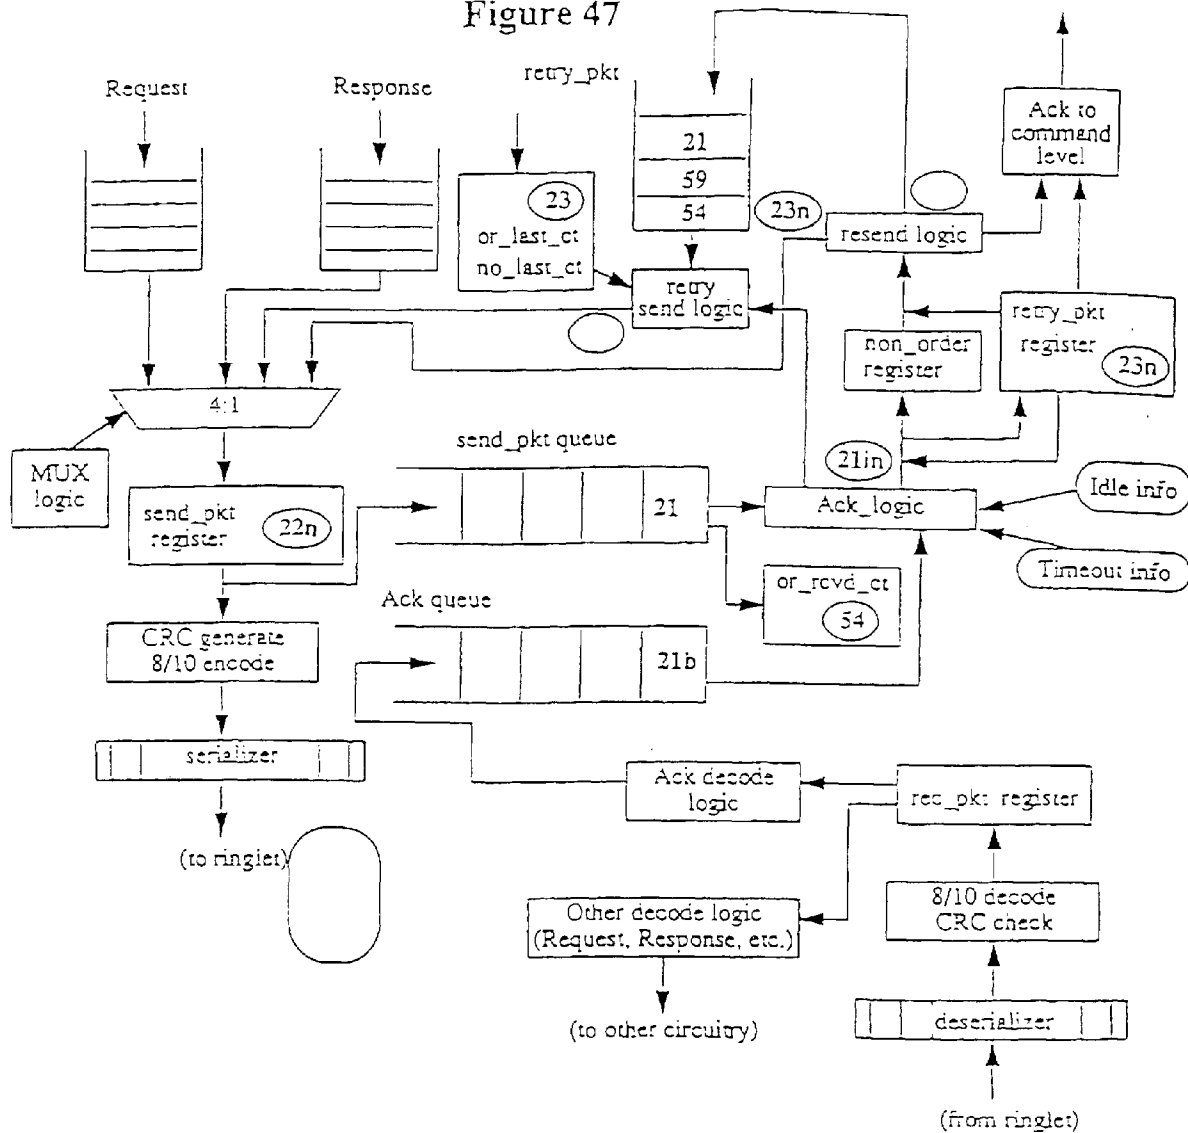 Figure 47
Request
Response
retry_pkt
21
59
54
23
or_last_ct
no_last_ct
23n
Ack to
command
level
resend logic
retry
send logic
non_order
register
retry_pkt
register
23n
4:1
MUX
logic
send_pkt queue
send_pkt
register
22n
21
21in
Ack_logic
Idle info
Timeout info
or_rcvd_ct
54
Ack queue
21b
CRC generate
8/10 encode
serializer
(to ringlet)
Ack decode
logic
rec_pkt_register
8/10 decode
CRC check
Other decode logic
(Request, Response, etc.)
(to other circuitry)
deserializer
(from ringlet)